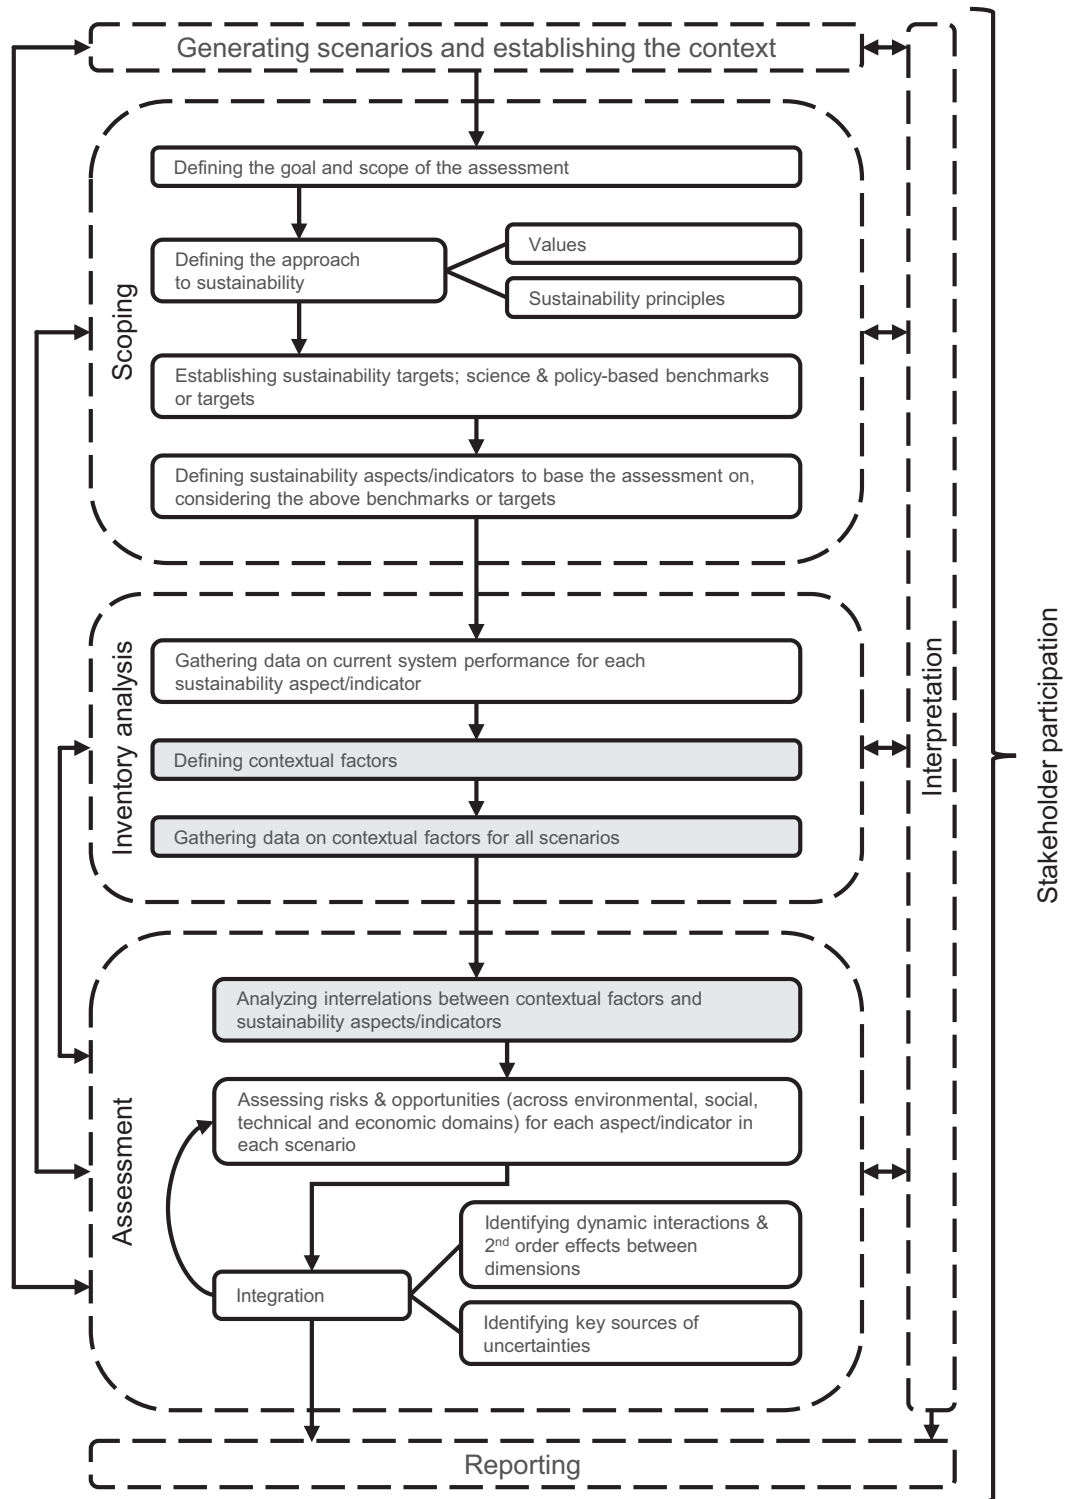 Generating scenarios and establishing the context
Scoping
Defining the goal and scope of the assessment
Defining the approach
to sustainability
Values
Sustainability principles
Establishing sustainability targets; science & policy-based benchmarks
or targets
Defining sustainability aspects/indicators to base the assessment on,
considering the above benchmarks or targets
Inventory analysis
Gathering data on current system performance for each
sustainability aspect/indicator
Defining contextual factors
Gathering data on contextual factors for all scenarios
Assessment
Analyzing interrelations between contextual factors and
sustainability aspects/indicators
Assessing risks & opportunities (across environmental, social,
technical and economic domains) for each aspect/indicator in
each scenario
Integration
Identifying dynamic interactions &
2nd order effects between
dimensions
Identifying key sources of
uncertainties
Interpretation
Stakeholder participation
Reporting